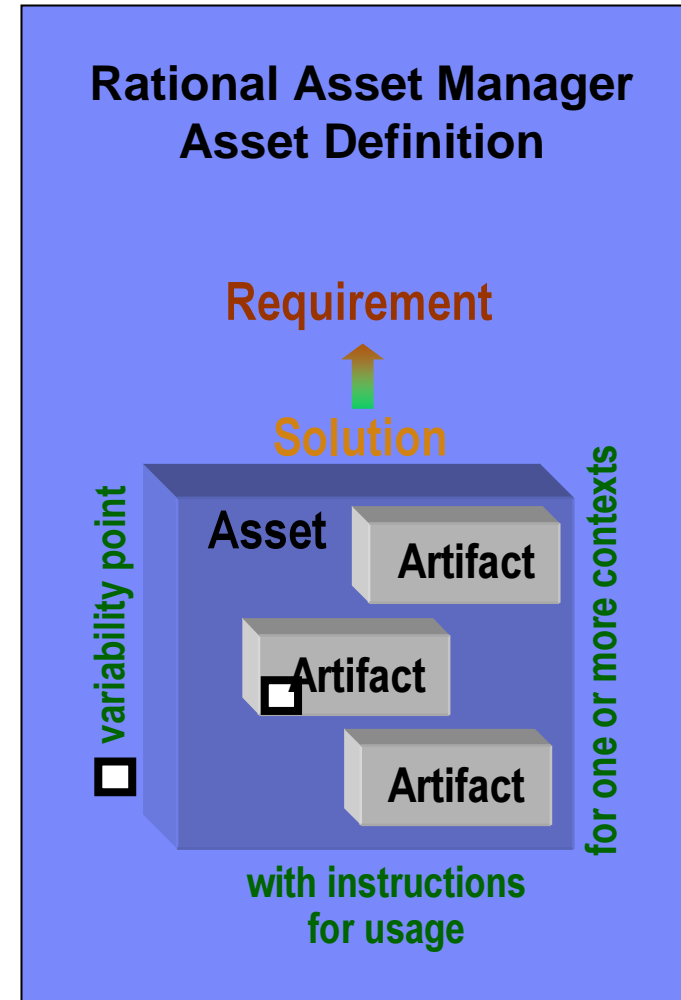 Rational Asset Manager
Asset Definition
Requirement
Solution
Asset
Artifact
Artifact
Artifact
variability point
for one or more contexts
with instructions
for usage